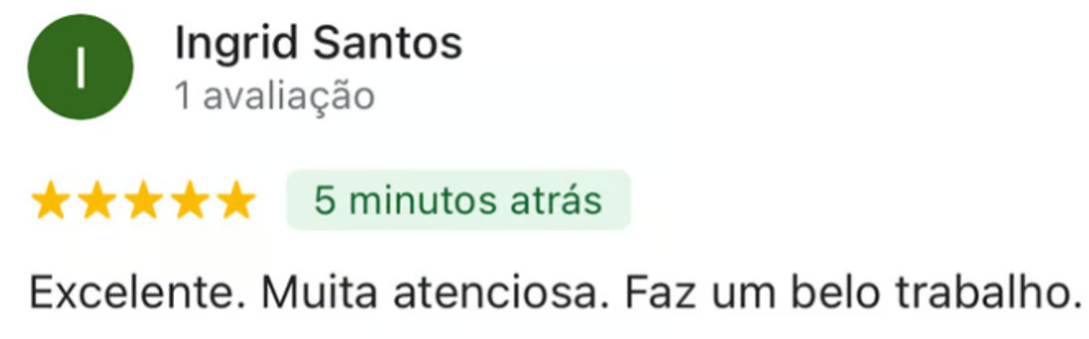 I
Ingrid Santos
1 avaliação
5 minutos atrás
Excelente. Muita atenciosa. Faz um belo trabalho.